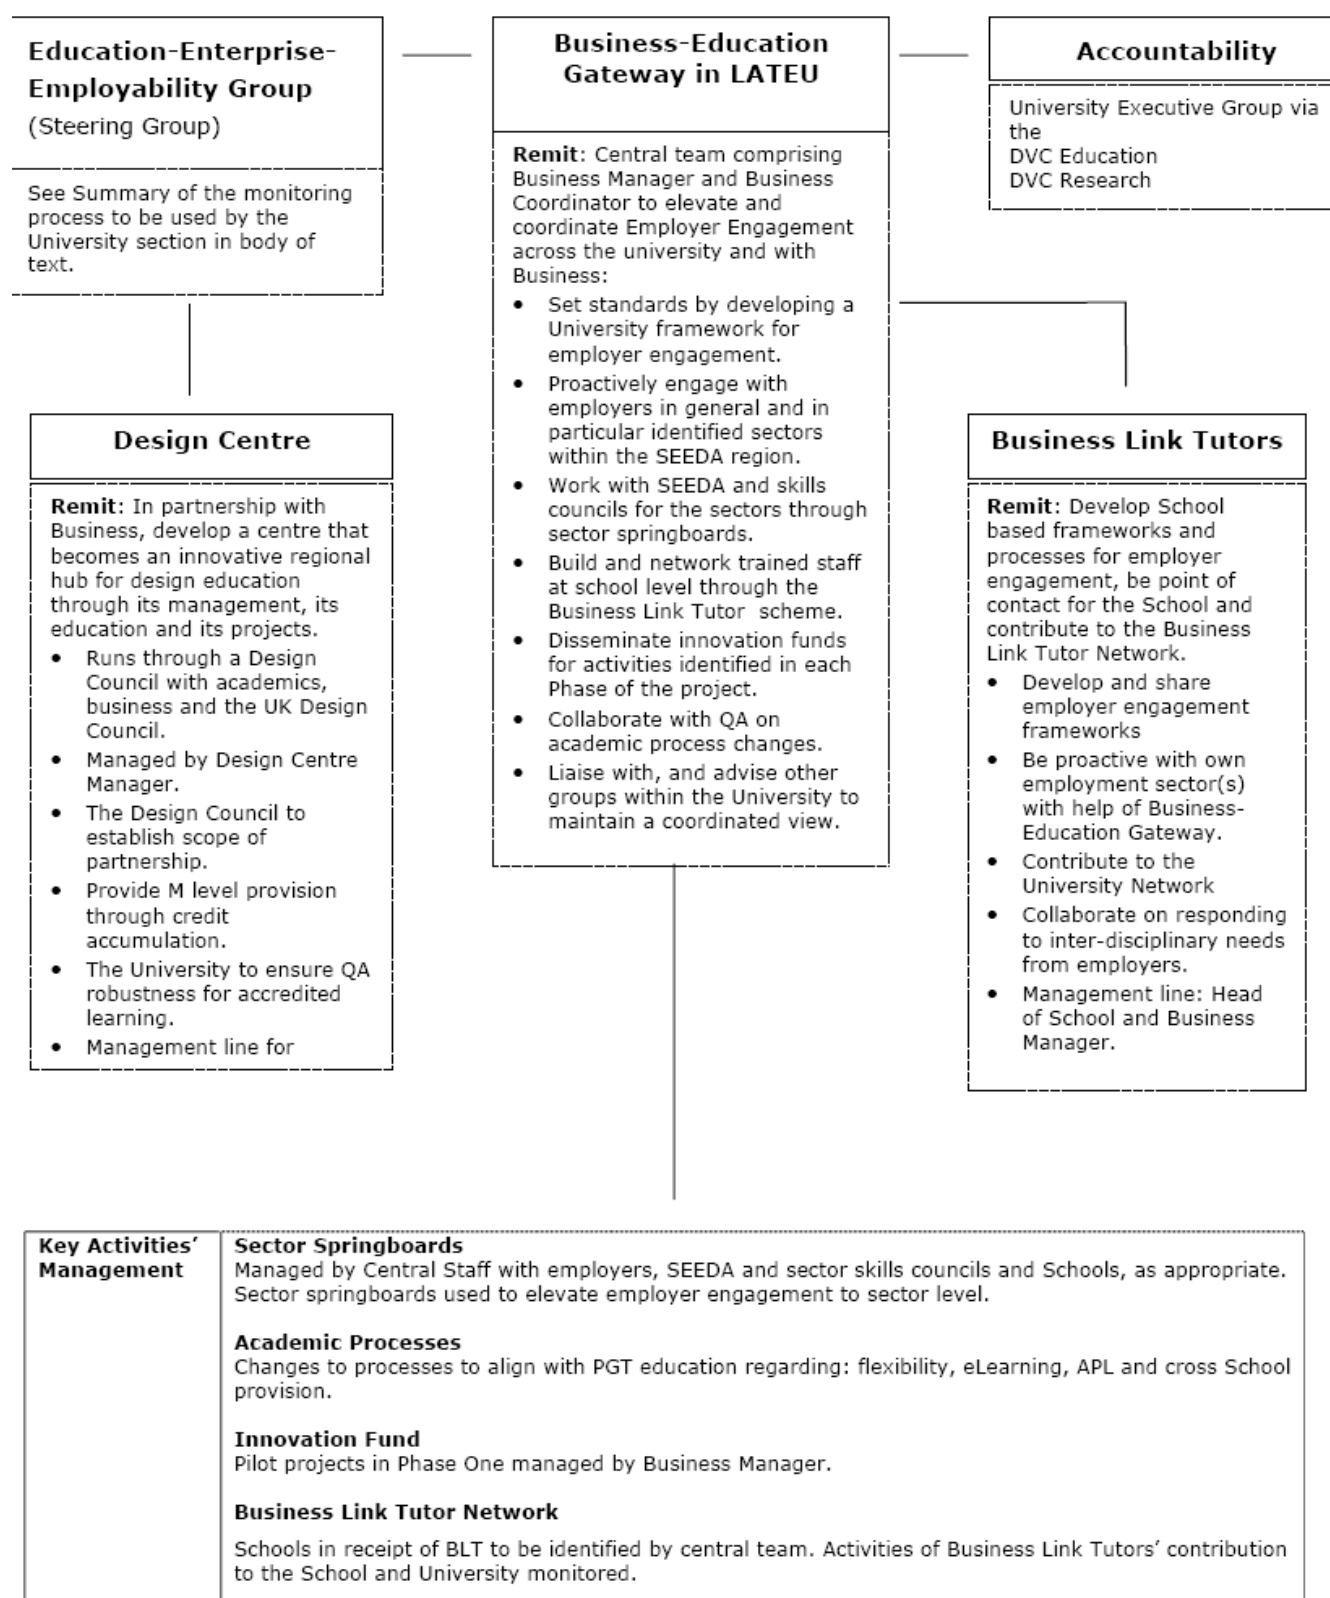 Education-Enterprise-
Employability Group
(Steering Group)
See Summary of the monitoring
process to be used by the
University section in body of
text.
Business-Education
Gateway in LATEU
Remit: Central team comprising
Business Manager and Business
Coordinator to elevate and
coordinate Employer Engagement
across the university and with
Business:
• Set standards by developing a
University framework for
employer engagement.
• Proactively engage with
employers in general and in
particular identified sectors
within the SEEDA region.
• Work with SEEDA and skills
councils for the sectors through
sector springboards.
• Build and network trained staff
at school level through the
Business Link Tutor scheme.
• Disseminate innovation funds
for activities identified in each
Phase of the project.
• Collaborate with QA on
academic process changes.
• Liaise with, and advise other
groups within the University to
maintain a coordinated view.
Accountability
University Executive Group via
the
DVC Education
DVC Research
Design Centre
Remit: In partnership with
Business, develop a centre that
becomes an innovative regional
hub for design education
through its management, its
education and its projects.
• Runs through a Design
Council with academics,
business and the UK Design
Council.
• Managed by Design Centre
Manager.
• The Design Council to
establish scope of
partnership.
• Provide M level provision
through credit
accumulation.
• The University to ensure QA
robustness for accredited
learning.
• Management line for
Business Link Tutors
Remit: Develop School
based frameworks and
processes for employer
engagement, be point of
contact for the School and
contribute to the Business
Link Tutor Network.
• Develop and share
employer engagement
frameworks
• Be proactive with own
employment sector(s)
with help of Business-
Education Gateway.
• Contribute to the
University Network
• Collaborate on responding
to inter-disciplinary needs
from employers.
• Management line: Head
of School and Business
Manager.
Key Activities’
Management
Sector Springboards
Managed by Central Staff with employers, SEEDA and sector skills councils and Schools, as appropriate.
Sector springboards used to elevate employer engagement to sector level.
Academic Processes
Changes to processes to align with PGT education regarding: flexibility, eLearning, APL and cross School
provision.
Innovation Fund
Pilot projects in Phase One managed by Business Manager.
Business Link Tutor Network
Schools in receipt of BLT to be identified by central team. Activities of Business Link Tutors’ contribution
to the School and University monitored.